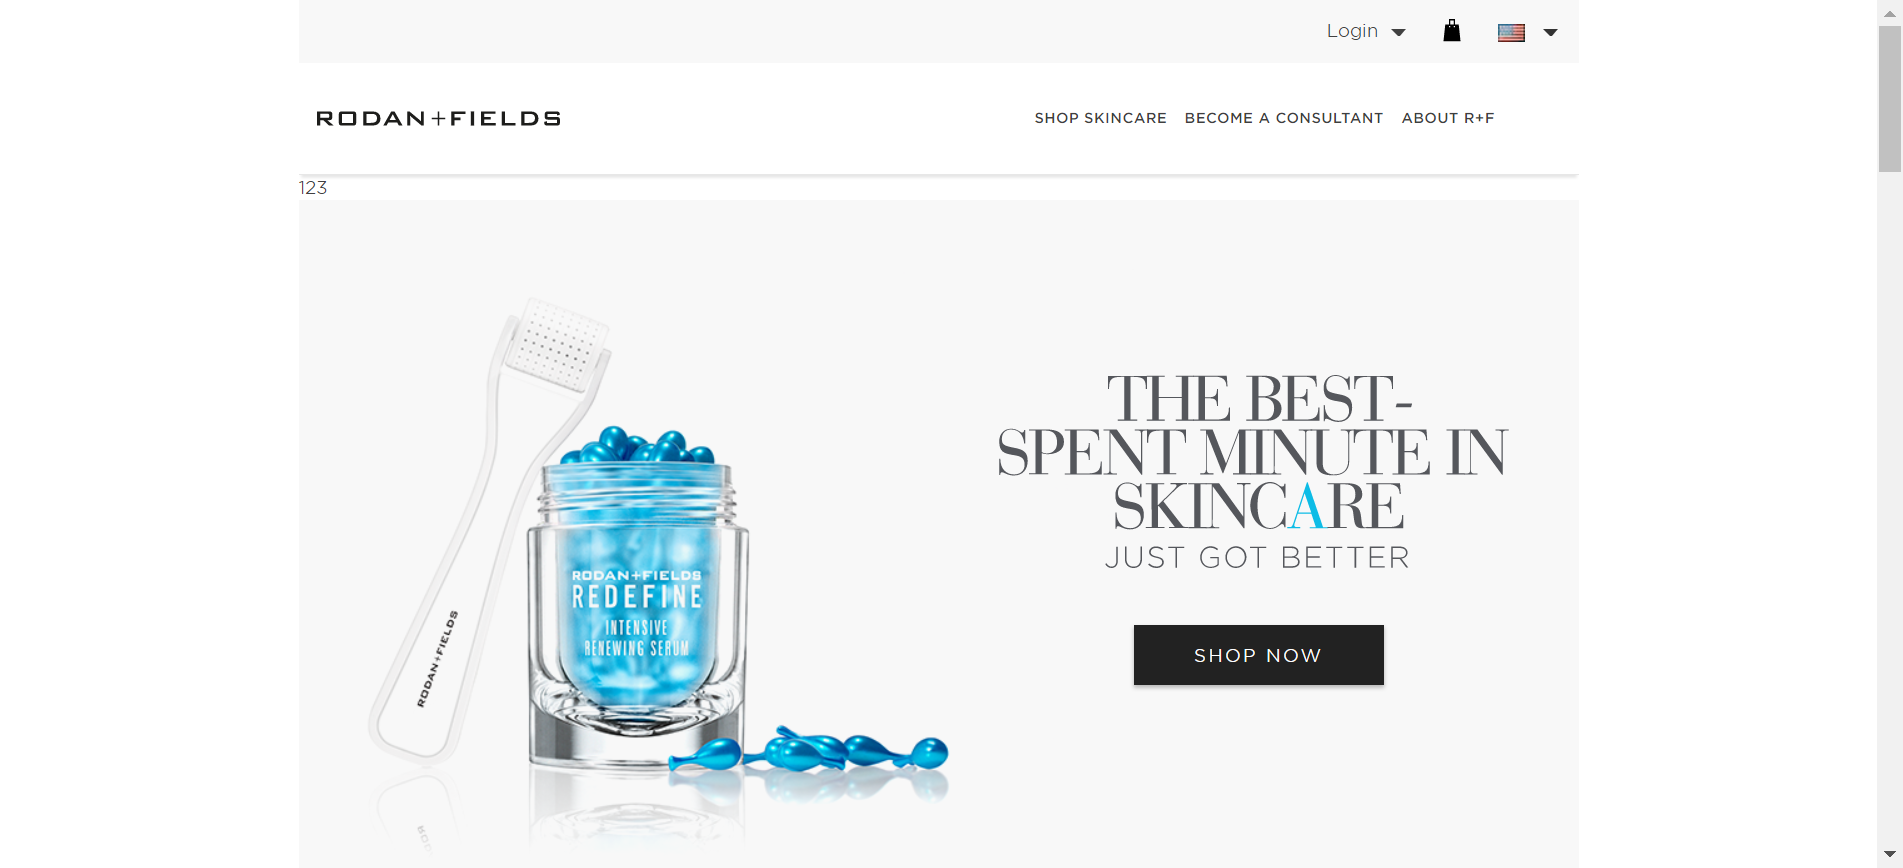 Login
RODAN+FIELDS
SHOP SKINCARE BECOME A CONSULTANT ABOUT R+F
123
THE BEST-
SPENT MINUTE IN
SKINCARE
JUST GOT BETTER
SHOP NOW
RODAN+FIELDS
REDEFINE
INTENSIVE
RENEWING SERUM
RODAN+FIELDS